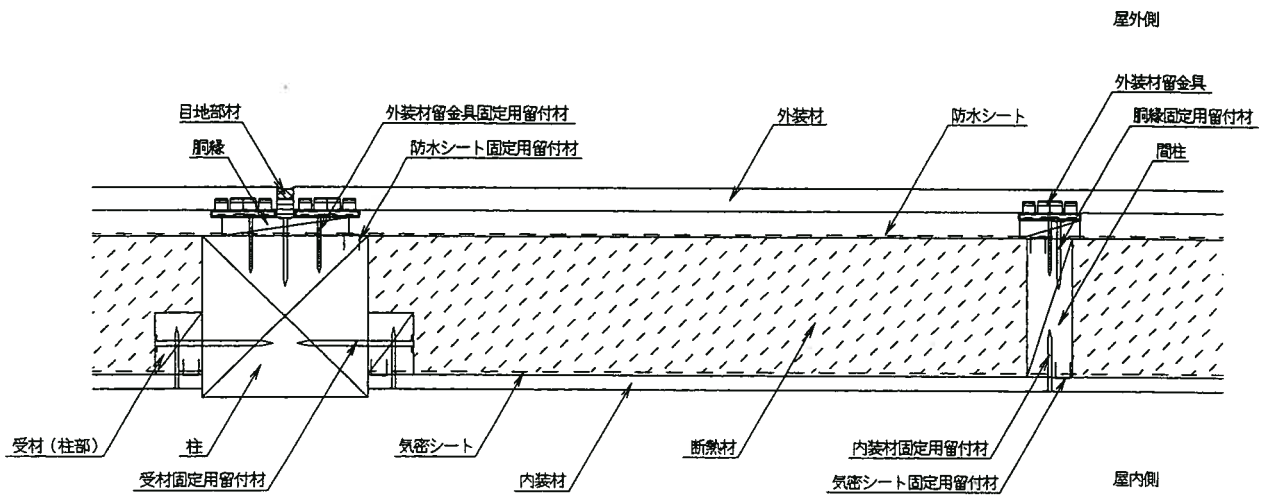 屋外側
外装材留金具
目地部材
外装材留金具固定用留付材
外装材
防水シート
胴縁固定用留付材
胴縁
防水シート固定用留付材
間柱
受材（柱部）
柱
気密シート
断熱材
内装材固定用留付材
受材固定用留付材
内装材
気密シート固定用留付材
屋内側